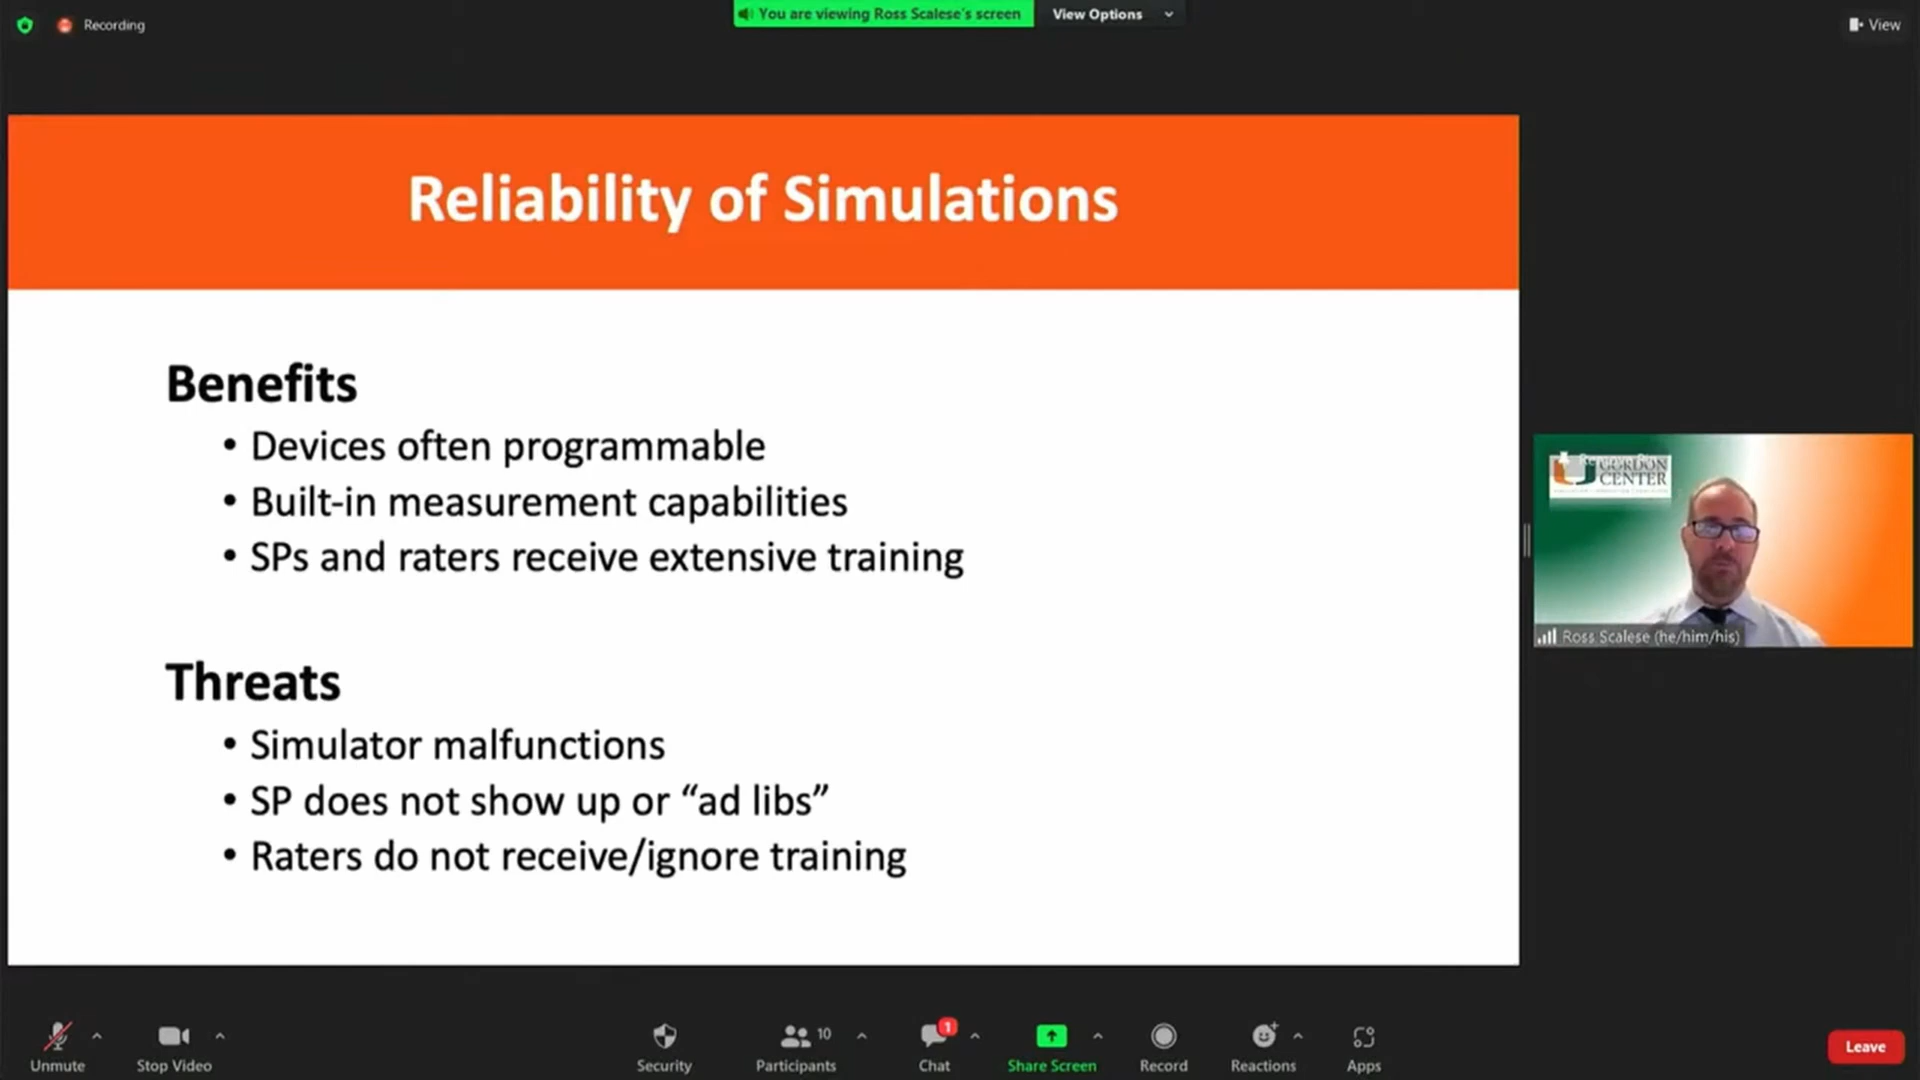 Recording
You are viewing Ross Scalese's screen
View Options
View
Reliability of Simulations
Benefits
• Devices often programmable
• Built-in measurement capabilities
• SPs and raters receive extensive training
Threats
• Simulator malfunctions
• SP does not show up or “ad libs”
• Raters do not receive/ignore training
GORDON
CENTER
Ross Scalese (he/him/his)
Unmute
Stop Video
Security
10
Participants
1
Chat
Share Screen
Record
Reactions
Apps
Leave